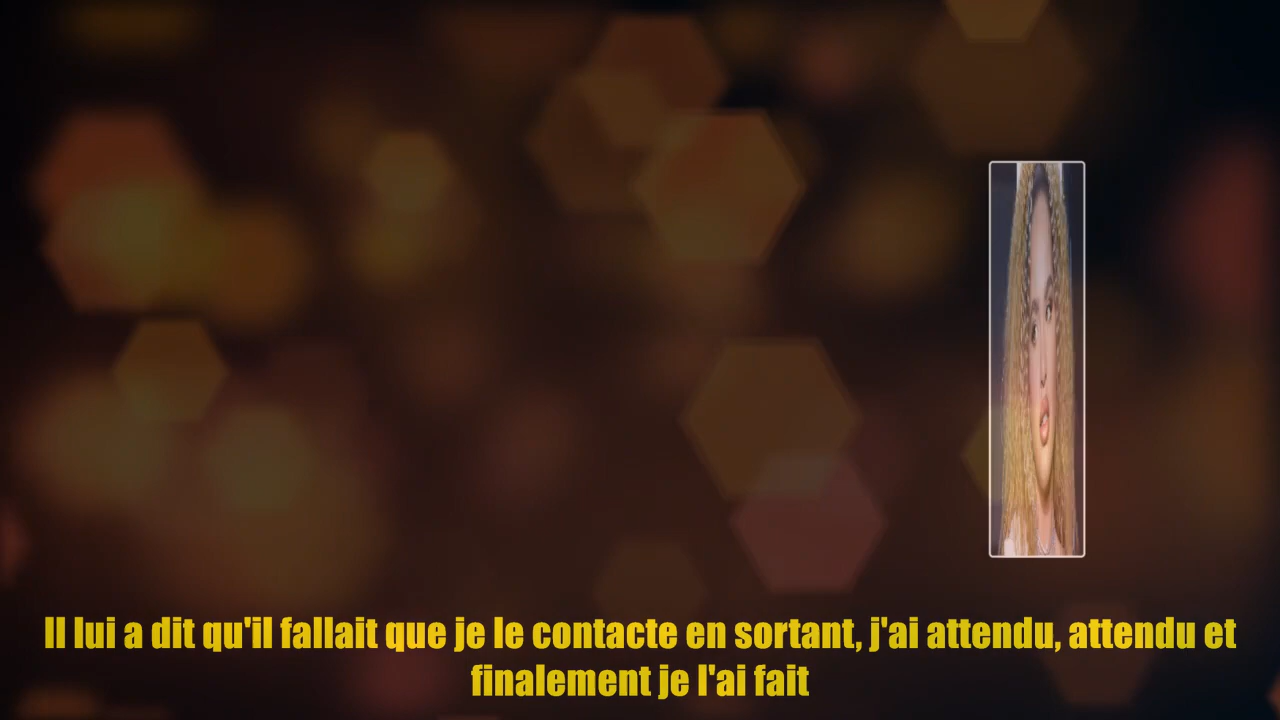 Il lui a dit qu'il fallait que je le contacte en sortant, j'ai attendu, attendu et
finalement je l'ai fait